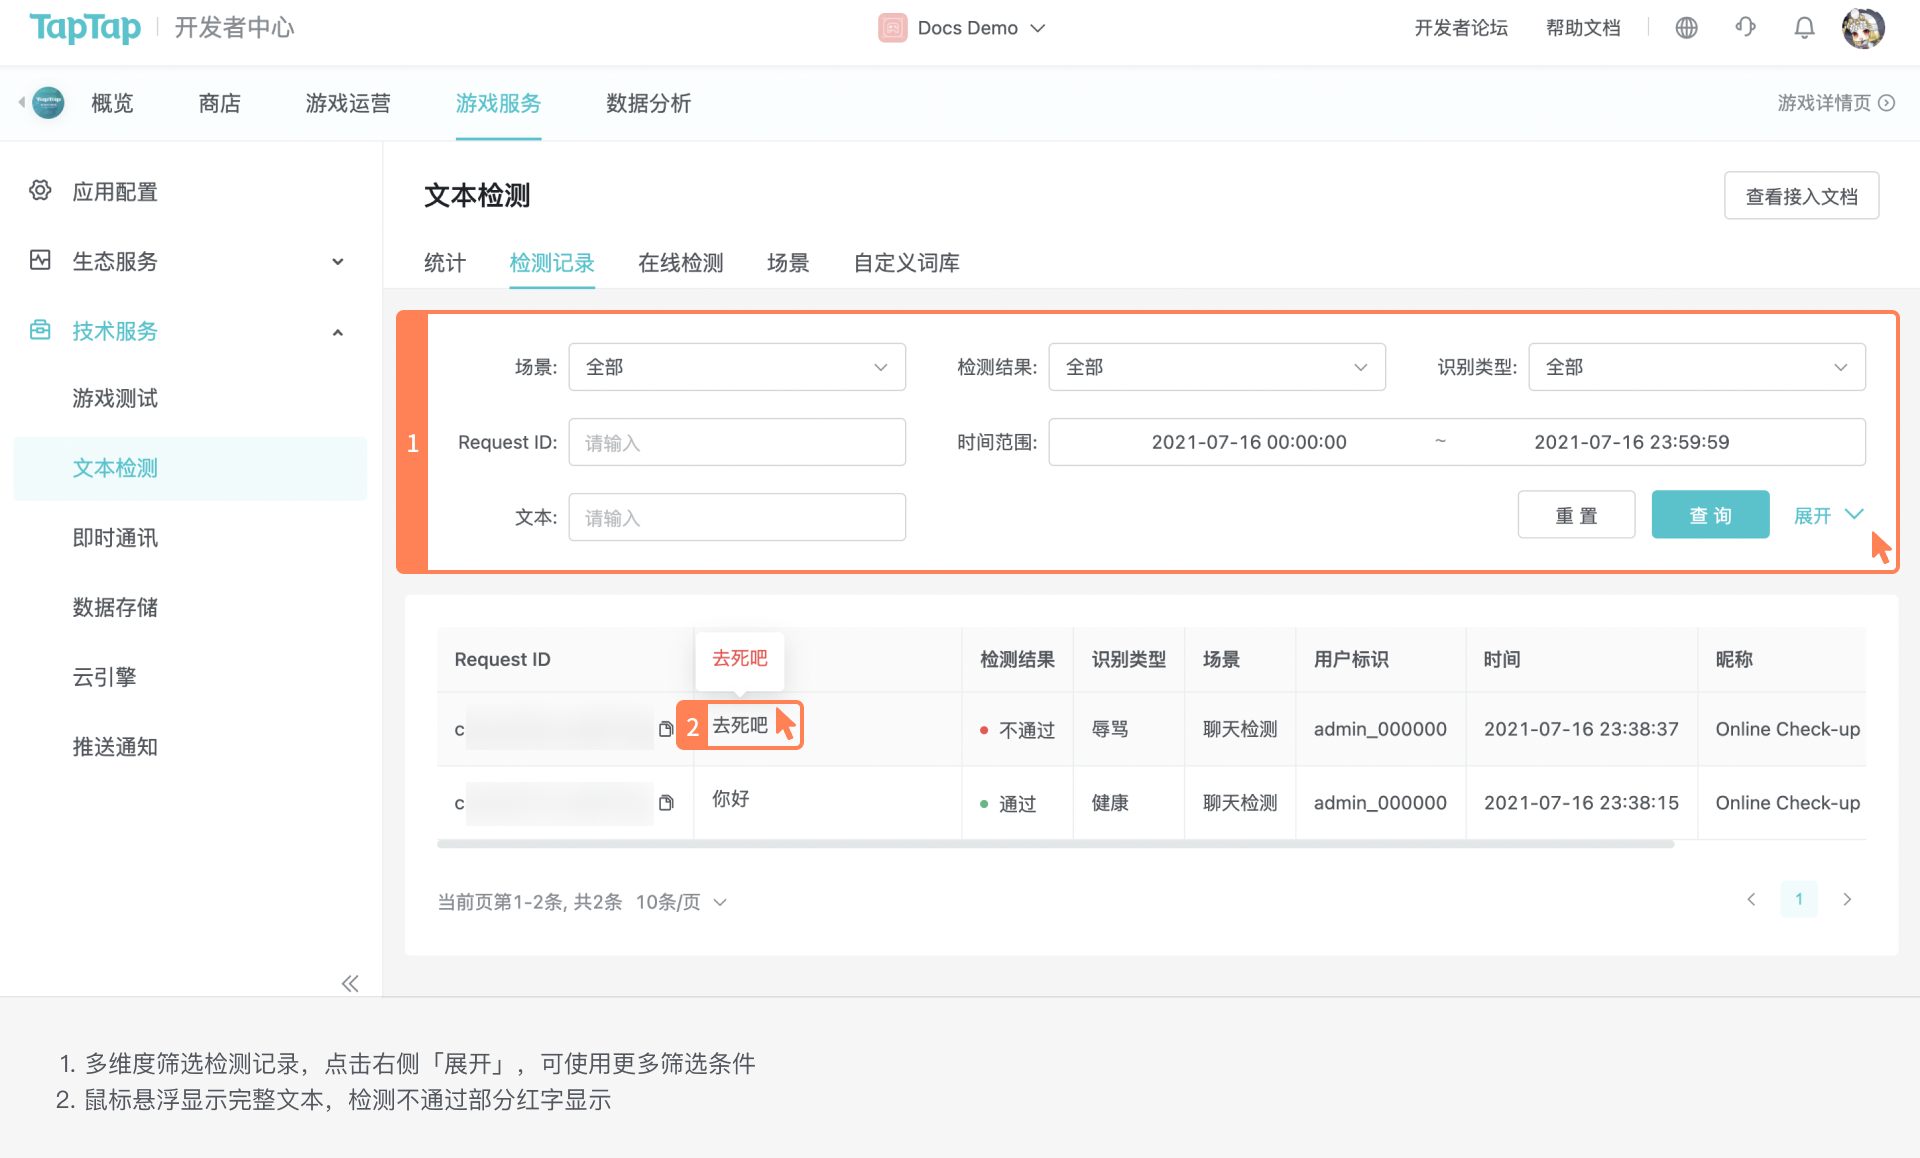 TapTap 开发者中心
Docs Demo
开发者论坛 帮助文档
概览 商店 游戏运营 游戏服务 数据分析 游戏详情页
应用配置
生态服务
技术服务
游戏测试
文本检测
即时通讯
数据存储
云引擎
推送通知
文本检测
查看接入文档
统计 检测记录 在线检测 场景 自定义词库
场景: 全部 检测结果: 全部 识别类型: 全部
1
Request ID: 请输入 时间范围: 2021-07-16 00:00:00 ~ 2021-07-16 23:59:59
文本: 请输入 重 置 查 询 展开
Request ID 去死吧 检测结果 识别类型 场景 用户标识 时间 昵称
c 2 去死吧 不通过 辱骂 聊天检测 admin_000000 2021-07-16 23:38:37 Online Check-up
c 你好 通过 健康 聊天检测 admin_000000 2021-07-16 23:38:15 Online Check-up
当前页第1-2条, 共2条 10条/页 1
1. 多维度筛选检测记录，点击右侧「展开」，可使用更多筛选条件
2. 鼠标悬浮显示完整文本，检测不通过部分红字显示